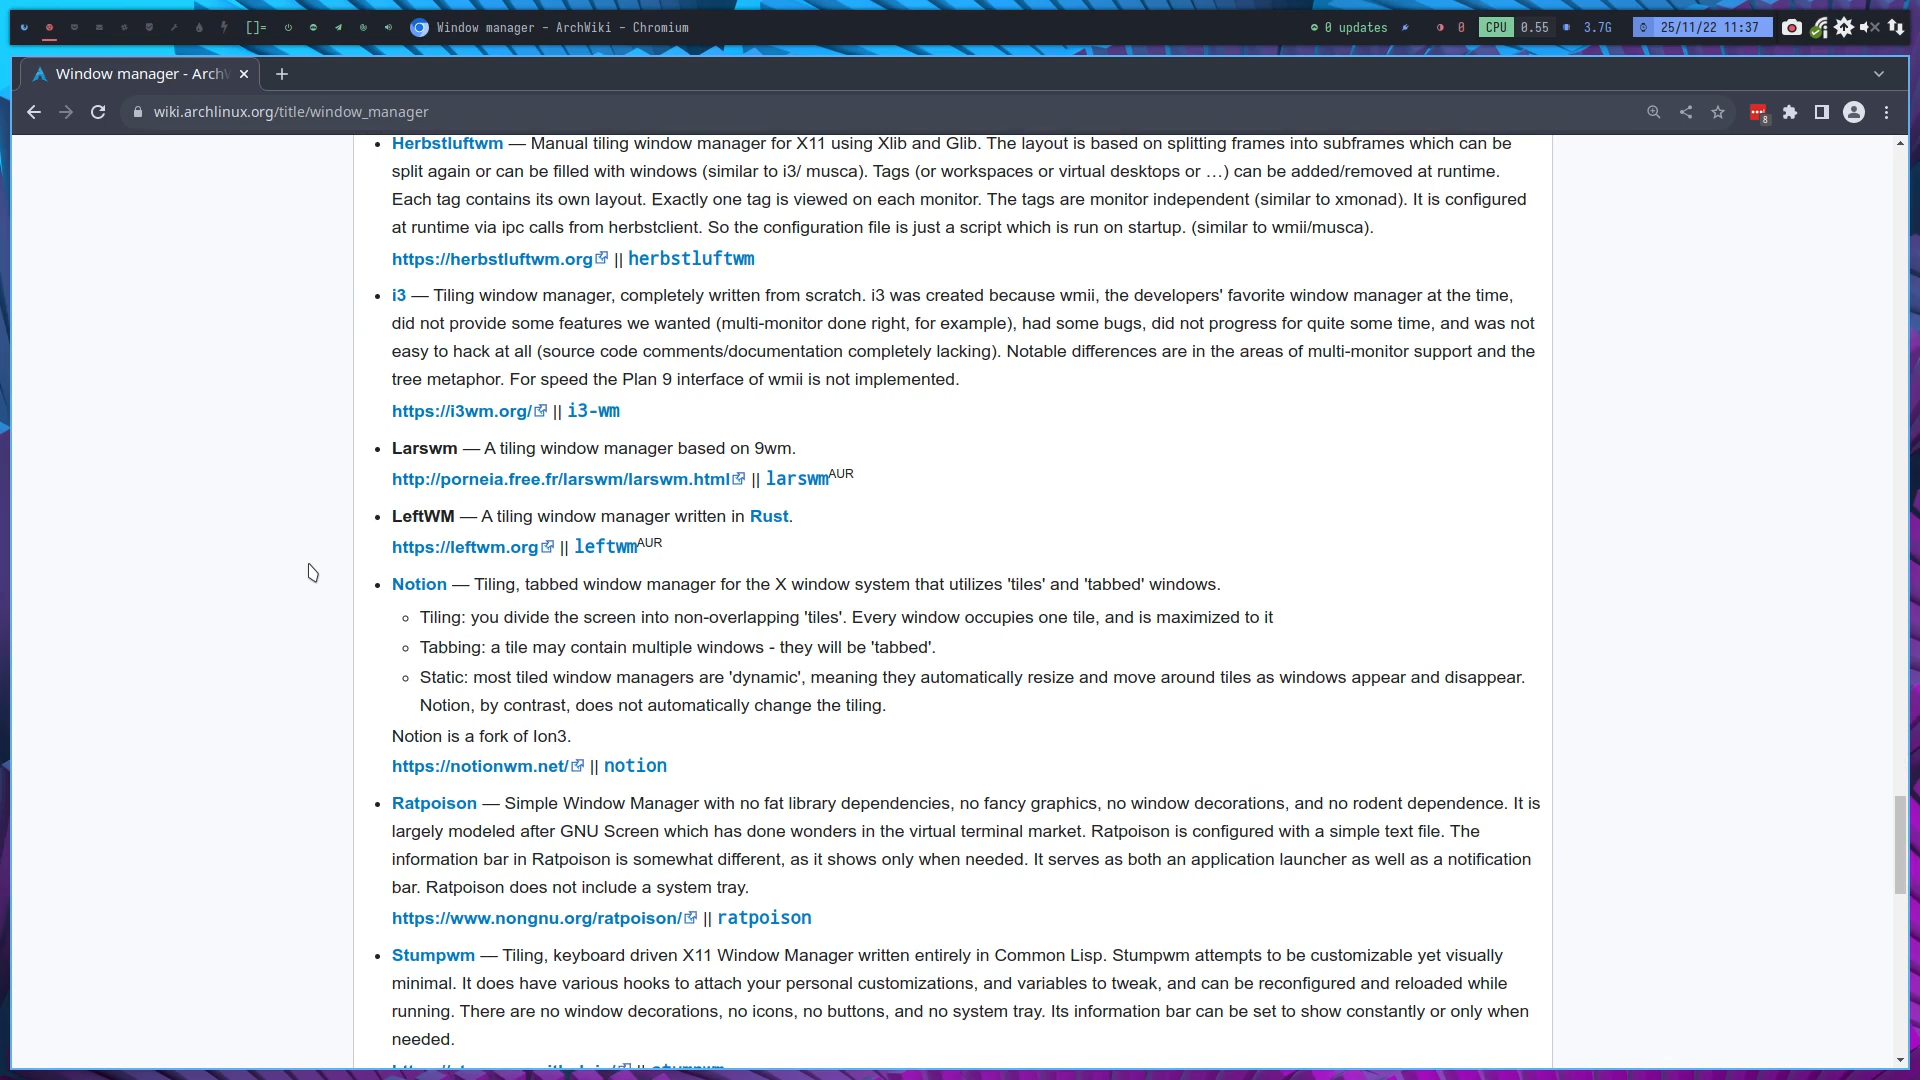 []=
Window manager - ArchWiki - Chromium
0 updates
0
CPU 0.55
3.7G
25/11/22 11:37
Window manager - ArchW
wiki.archlinux.org/title/window_manager
8
• Herbstluftwm — Manual tiling window manager for X11 using Xlib and Glib. The layout is based on splitting frames into subframes which can be
split again or can be filled with windows (similar to i3/ musca). Tags (or workspaces or virtual desktops or …) can be added/removed at runtime.
Each tag contains its own layout. Exactly one tag is viewed on each monitor. The tags are monitor independent (similar to xmonad). It is configured
at runtime via ipc calls from herbstclient. So the configuration file is just a script which is run on startup. (similar to wmii/musca).
https://herbstluftwm.org || herbstluftwm
• i3 — Tiling window manager, completely written from scratch. i3 was created because wmii, the developers' favorite window manager at the time,
did not provide some features we wanted (multi-monitor done right, for example), had some bugs, did not progress for quite some time, and was not
easy to hack at all (source code comments/documentation completely lacking). Notable differences are in the areas of multi-monitor support and the
tree metaphor. For speed the Plan 9 interface of wmii is not implemented.
https://i3wm.org/ || i3-wm
• Larswm — A tiling window manager based on 9wm.
http://porneia.free.fr/larswm/larswm.html || larswmAUR
• LeftWM — A tiling window manager written in Rust.
https://leftwm.org || leftwmAUR
• Notion — Tiling, tabbed window manager for the X window system that utilizes 'tiles' and 'tabbed' windows.
◦ Tiling: you divide the screen into non-overlapping 'tiles'. Every window occupies one tile, and is maximized to it
◦ Tabbing: a tile may contain multiple windows - they will be 'tabbed'.
◦ Static: most tiled window managers are 'dynamic', meaning they automatically resize and move around tiles as windows appear and disappear.
Notion, by contrast, does not automatically change the tiling.
Notion is a fork of Ion3.
https://notionwm.net/ || notion
• Ratpoison — Simple Window Manager with no fat library dependencies, no fancy graphics, no window decorations, and no rodent dependence. It is
largely modeled after GNU Screen which has done wonders in the virtual terminal market. Ratpoison is configured with a simple text file. The
information bar in Ratpoison is somewhat different, as it shows only when needed. It serves as both an application launcher as well as a notification
bar. Ratpoison does not include a system tray.
https://www.nongnu.org/ratpoison/ || ratpoison
• Stumpwm — Tiling, keyboard driven X11 Window Manager written entirely in Common Lisp. Stumpwm attempts to be customizable yet visually
minimal. It does have various hooks to attach your personal customizations, and variables to tweak, and can be reconfigured and reloaded while
running. There are no window decorations, no icons, no buttons, and no system tray. Its information bar can be set to show constantly or only when
needed.